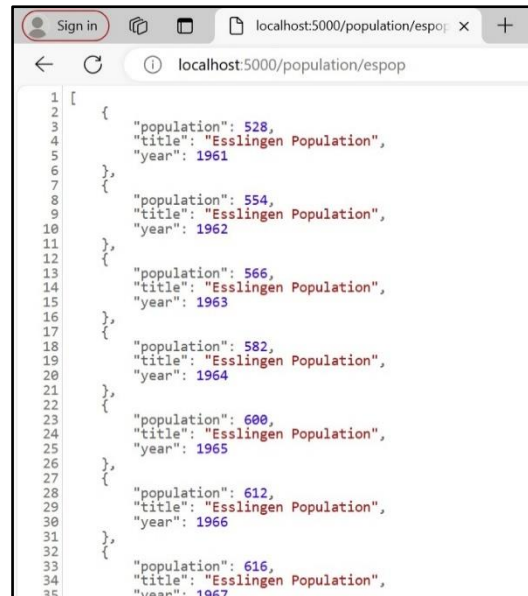 Sign in
localhost:5000/population/espop
localhost:5000/population/espop
1 [
2 {
3 "population": 528,
4 "title": "Esslingen Population",
5 "year": 1961
6 },
7 {
8 "population": 554,
9 "title": "Esslingen Population",
10 "year": 1962
11 },
12 {
13 "population": 566,
14 "title": "Esslingen Population",
15 "year": 1963
16 },
17 {
18 "population": 582,
19 "title": "Esslingen Population",
20 "year": 1964
21 },
22 {
23 "population": 600,
24 "title": "Esslingen Population",
25 "year": 1965
26 },
27 {
28 "population": 612,
29 "title": "Esslingen Population",
30 "year": 1966
31 },
32 {
33 "population": 616,
34 "title": "Esslingen Population",
35 "year": 1967